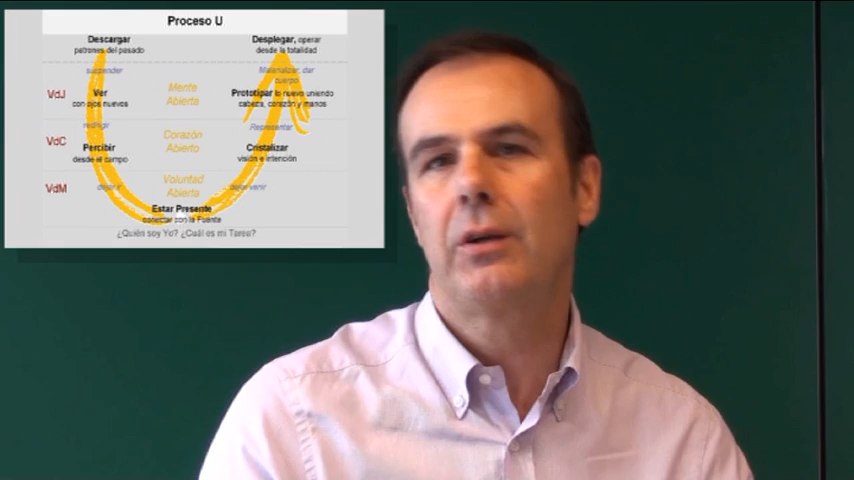 Proceso U
Descargar
patrones del pasado
Desplegar, operar
desde la totalidad
suspender
Materializar, dar
cuerpo
VdJ
Ver
con ojos nuevos
Mente
Abierta
Prototipar lo nuevo uniendo
cabeza, corazón y manos
redirigir
Representar
VdC
Percibir
desde el campo
Corazón
Abierto
Cristalizar
visión e intención
VdM
dejar ir
Voluntad
Abierta
dejar venir
Estar Presente
conectar con la Fuente
¿Quién soy Yo? ¿Cuál es mi Tarea?